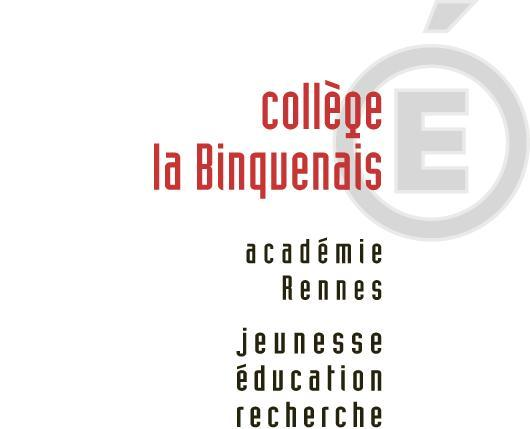 collège
la Binquenais
É
académie
Rennes
jeunesse
éducation
recherche